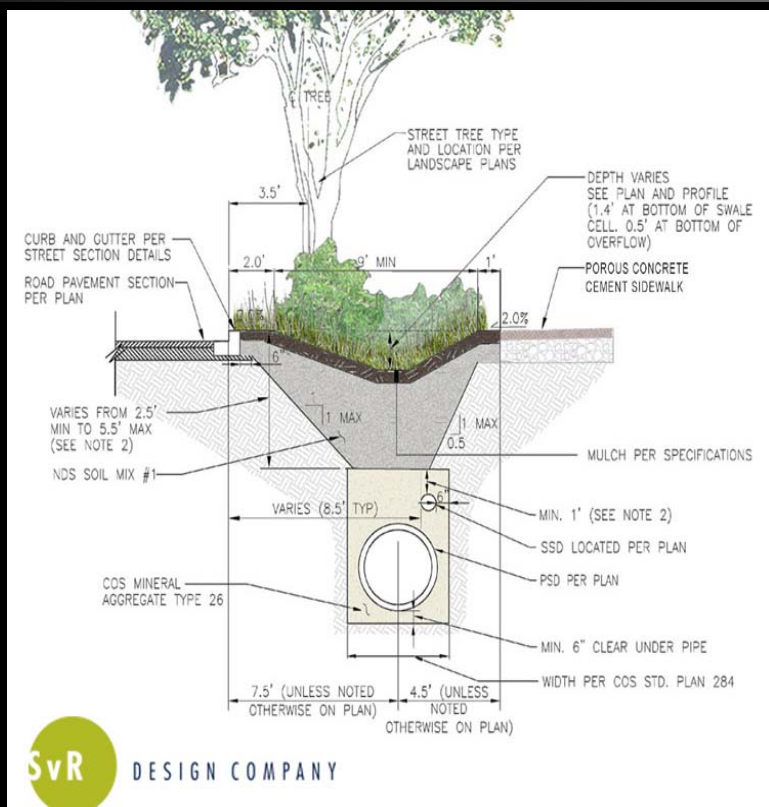 ℄ TREE
STREET TREE TYPE
AND LOCATION PER
LANDSCAPE PLANS
3.5'
DEPTH VARIES
SEE PLAN AND PROFILE
(1.4' AT BOTTOM OF SWALE
CELL. 0.5' AT BOTTOM OF
OVERFLOW)
CURB AND GUTTER PER
STREET SECTION DETAILS
2.0'
9' MIN
1'
POROUS CONCRETE
CEMENT SIDEWALK
ROAD PAVEMENT SECTION
PER PLAN
2.0%
2.0%
6"
VARIES FROM 2.5'
MIN TO 5.5' MAX
(SEE NOTE 2)
1
1 MAX
1 MAX
0.5
MULCH PER SPECIFICATIONS
NDS SOIL MIX #1
6"
MIN. 1' (SEE NOTE 2)
VARIES (8.5' TYP)
SSD LOCATED PER PLAN
PSD PER PLAN
COS MINERAL
AGGREGATE TYPE 26
MIN. 6" CLEAR UNDER PIPE
WIDTH PER COS STD. PLAN 284
7.5' (UNLESS NOTED
OTHERWISE ON PLAN)
4.5' (UNLESS
NOTED
OTHERWISE ON PLAN)
SvR DESIGN COMPANY